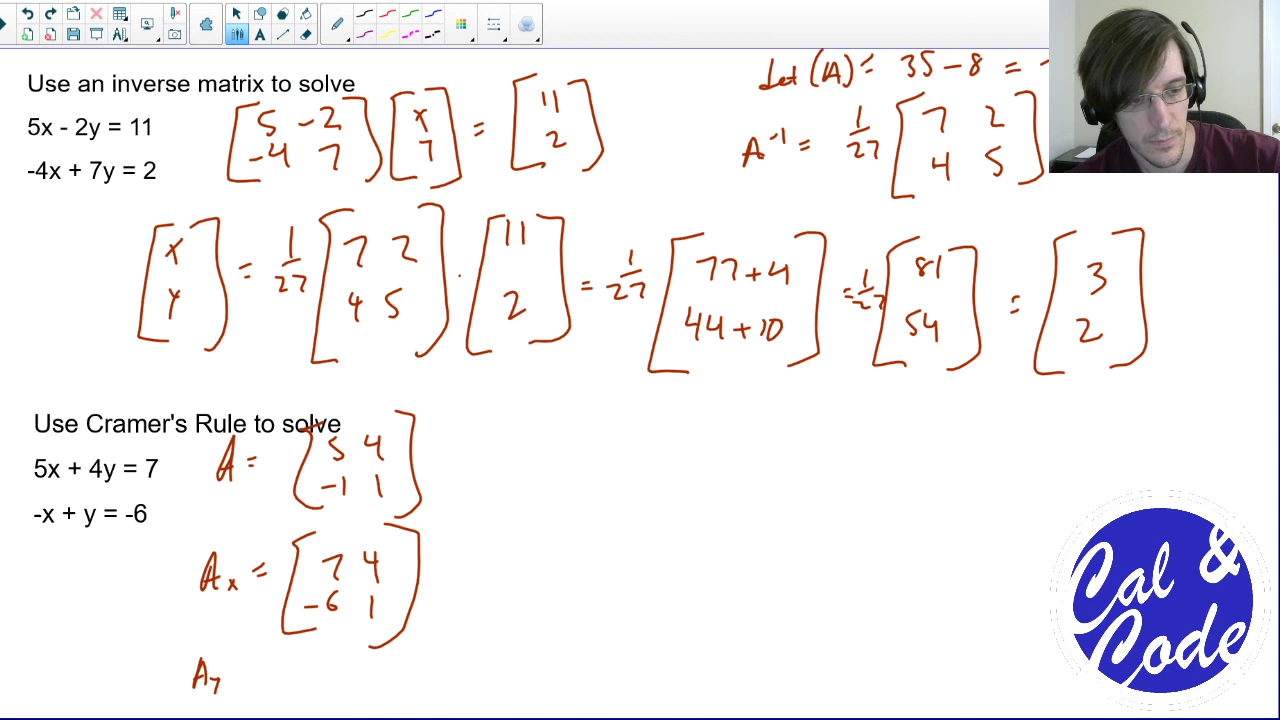 det(A) = 35 - 8 =
Use an inverse matrix to solve
5x - 2y = 11
-4x + 7y = 2
[5 -2
-4 7] [x
y] = [11
2]
A⁻¹ = 1/27 [7 2
4 5]
[x
y] = 1/27 [7 2
4 5] · [11
2] = 1/27 [77+4
44+10] = 1/27 [81
54] = [3
2]
Use Cramer's Rule to solve
5x + 4y = 7
-x + y = -6
A = [5 4
-1 1]
Ax = [7 4
-6 1]
Ay
Cal &
Code